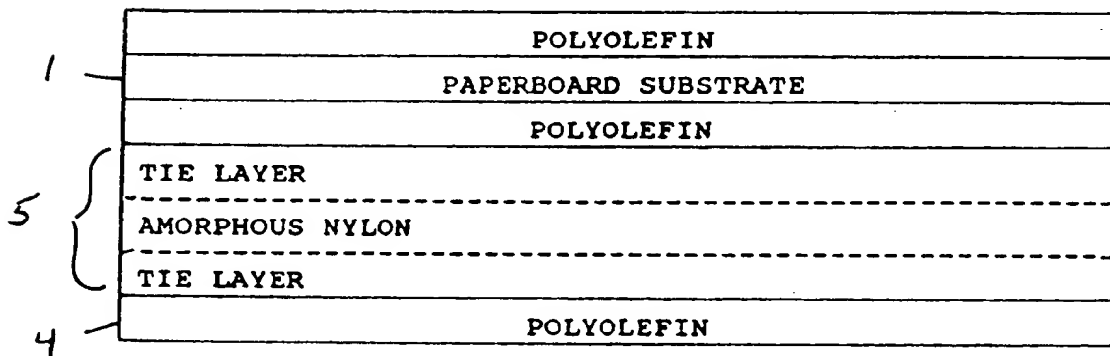 POLYOLEFIN
1 PAPERBOARD SUBSTRATE
POLYOLEFIN
TIE LAYER
5 AMORPHOUS NYLON
TIE LAYER
4 POLYOLEFIN